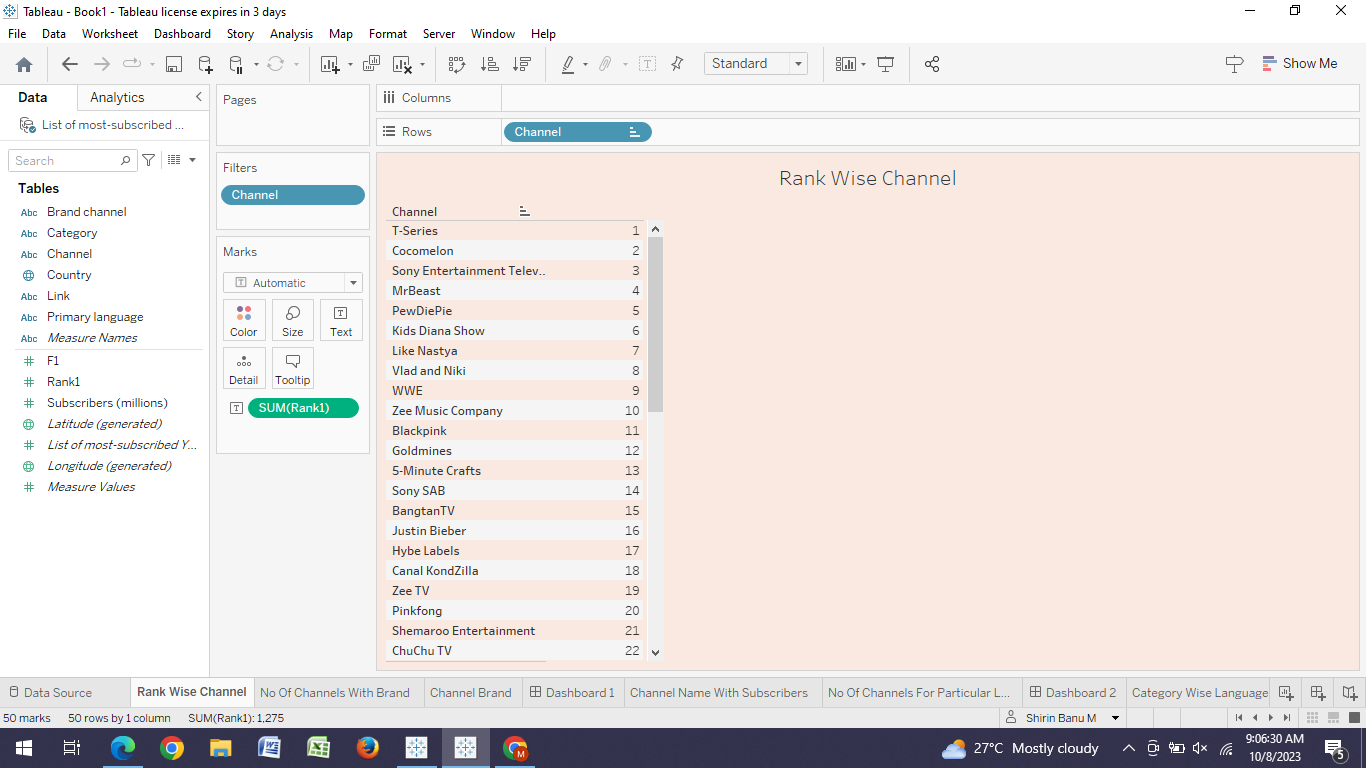 Tableau - Book1 - Tableau license expires in 3 days
File Data Worksheet Dashboard Story Analysis Map Format Server Window Help
Standard
Show Me
Data Analytics
List of most-subscribed ...
Search
Tables
Abc Brand channel
Abc Category
Abc Channel
Country
Abc Link
Abc Primary language
Abc Measure Names
F1
Rank1
Subscribers (millions)
Latitude (generated)
List of most-subscribed Y...
Longitude (generated)
Measure Values
Pages
Filters
Channel
Marks
Automatic
Color Size Text
Detail Tooltip
SUM(Rank1)
Columns
Rows Channel
Rank Wise Channel
Channel
T-Series 1
Cocomelon 2
Sony Entertainment Telev.. 3
MrBeast 4
PewDiePie 5
Kids Diana Show 6
Like Nastya 7
Vlad and Niki 8
WWE 9
Zee Music Company 10
Blackpink 11
Goldmines 12
5-Minute Crafts 13
Sony SAB 14
BangtanTV 15
Justin Bieber 16
Hybe Labels 17
Canal KondZilla 18
Zee TV 19
Pinkfong 20
Shemaroo Entertainment 21
ChuChu TV 22
Data Source Rank Wise Channel No Of Channels With Brand Channel Brand Dashboard 1 Channel Name With Subscribers No Of Channels For Particular L... Dashboard 2 Category Wise Language
50 marks 50 rows by 1 column SUM(Rank1): 1,275 Shirin Banu M
27°C Mostly cloudy 9:06:30 AM
10/8/2023
5